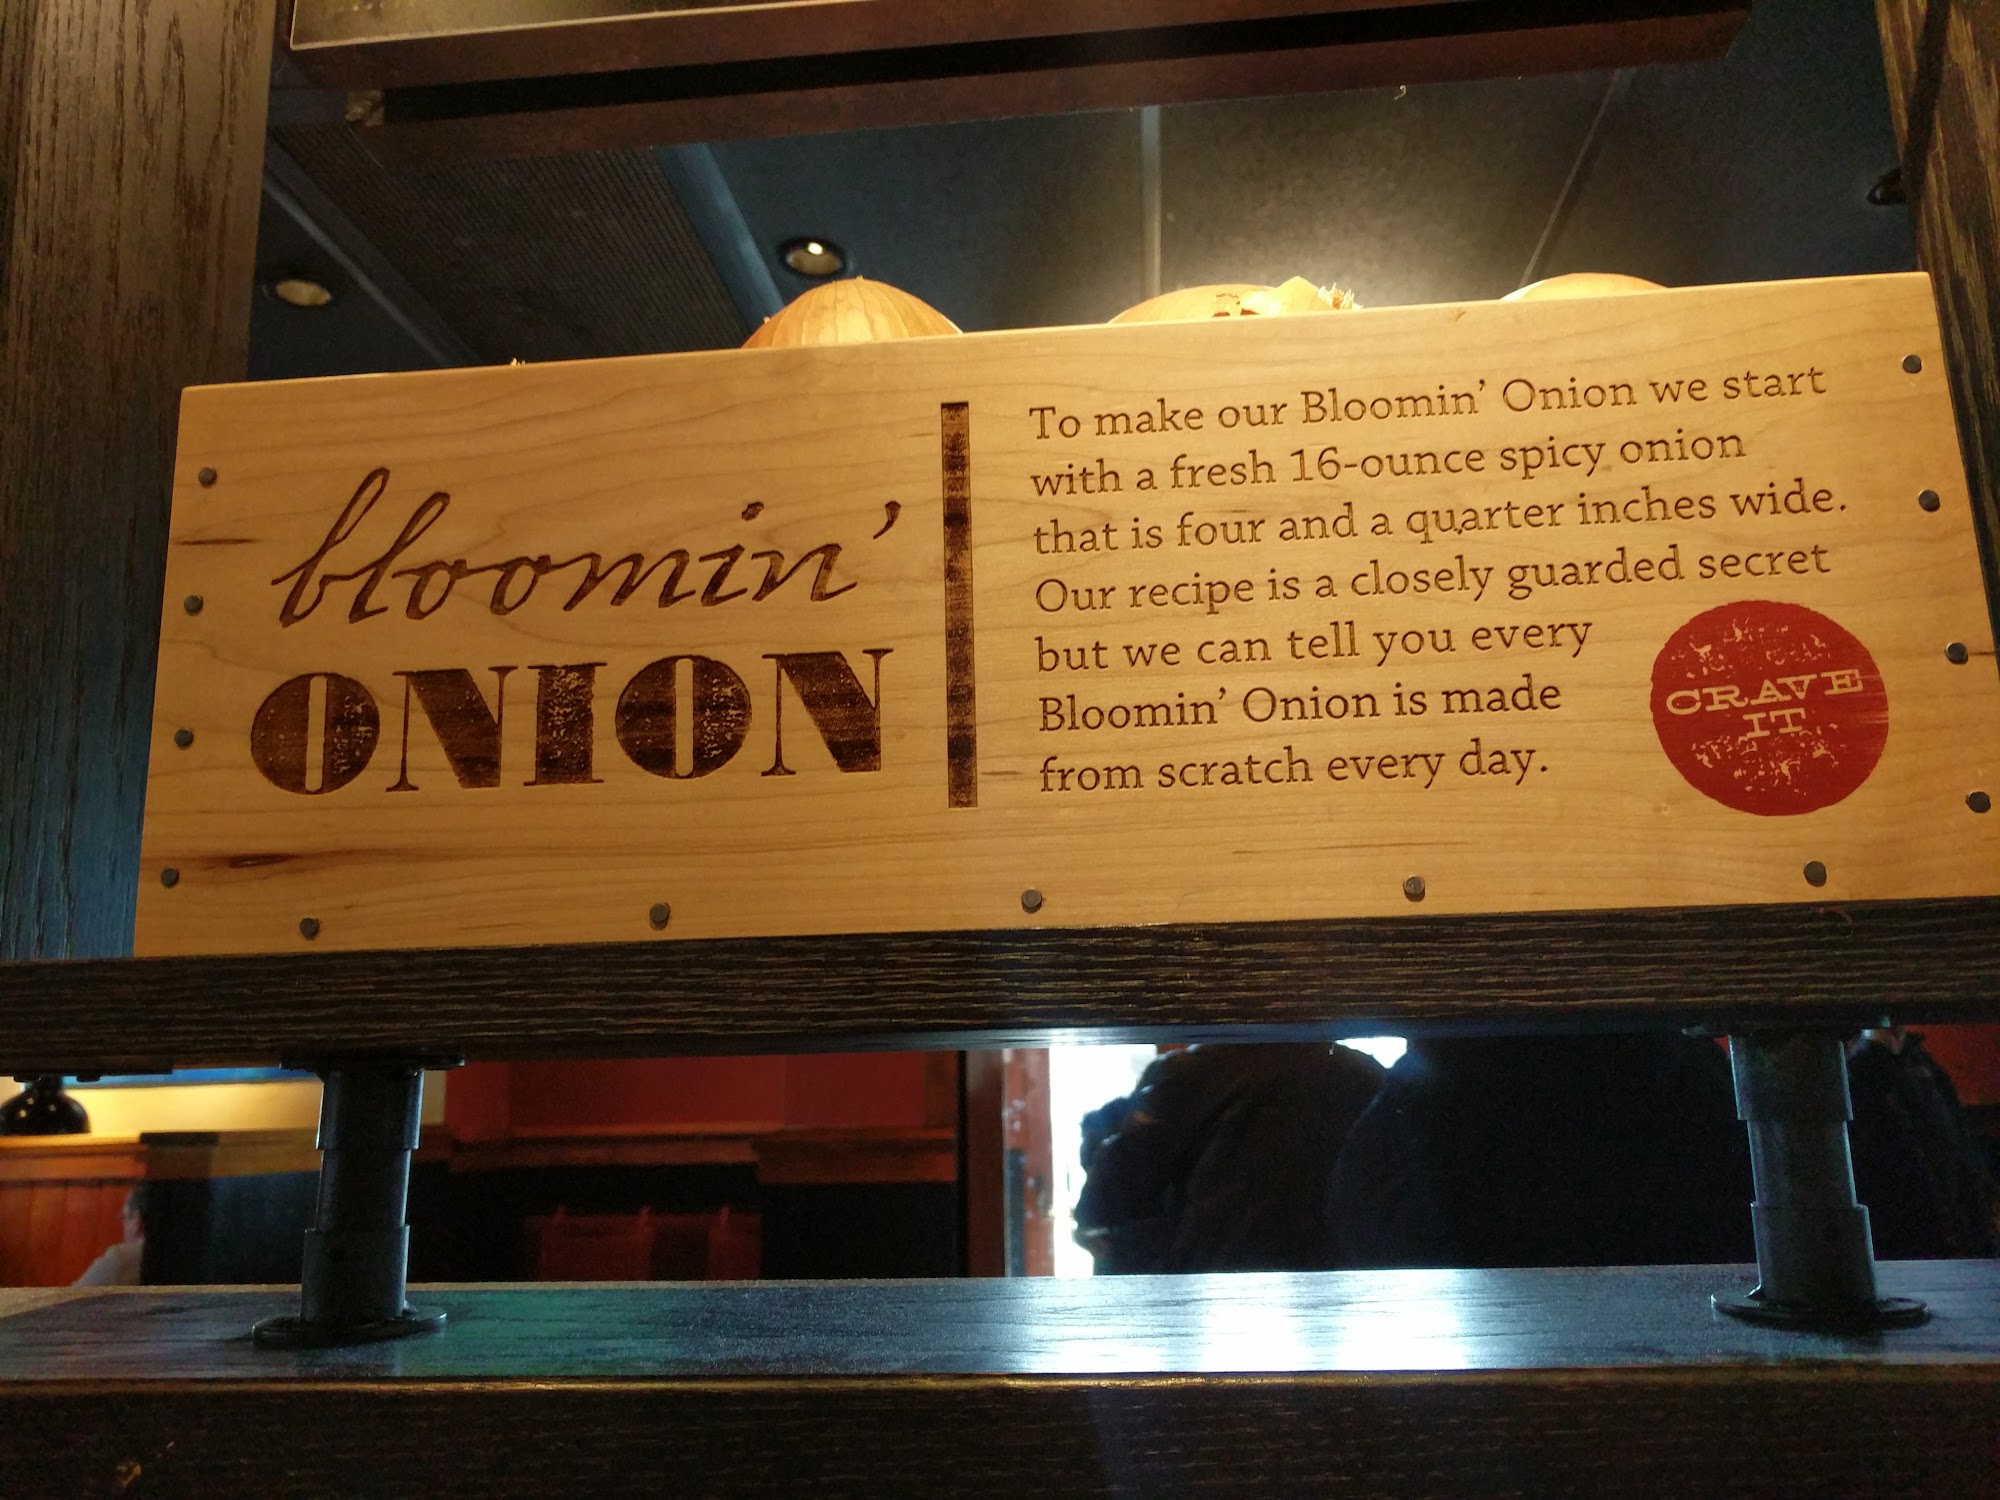 bloomin'
ONION
To make our Bloomin' Onion we start
with a fresh 16-ounce spicy onion
that is four and a quarter inches wide.
Our recipe is a closely guarded secret
but we can tell you every
Bloomin' Onion is made
from scratch every day.
CRAVE
IT